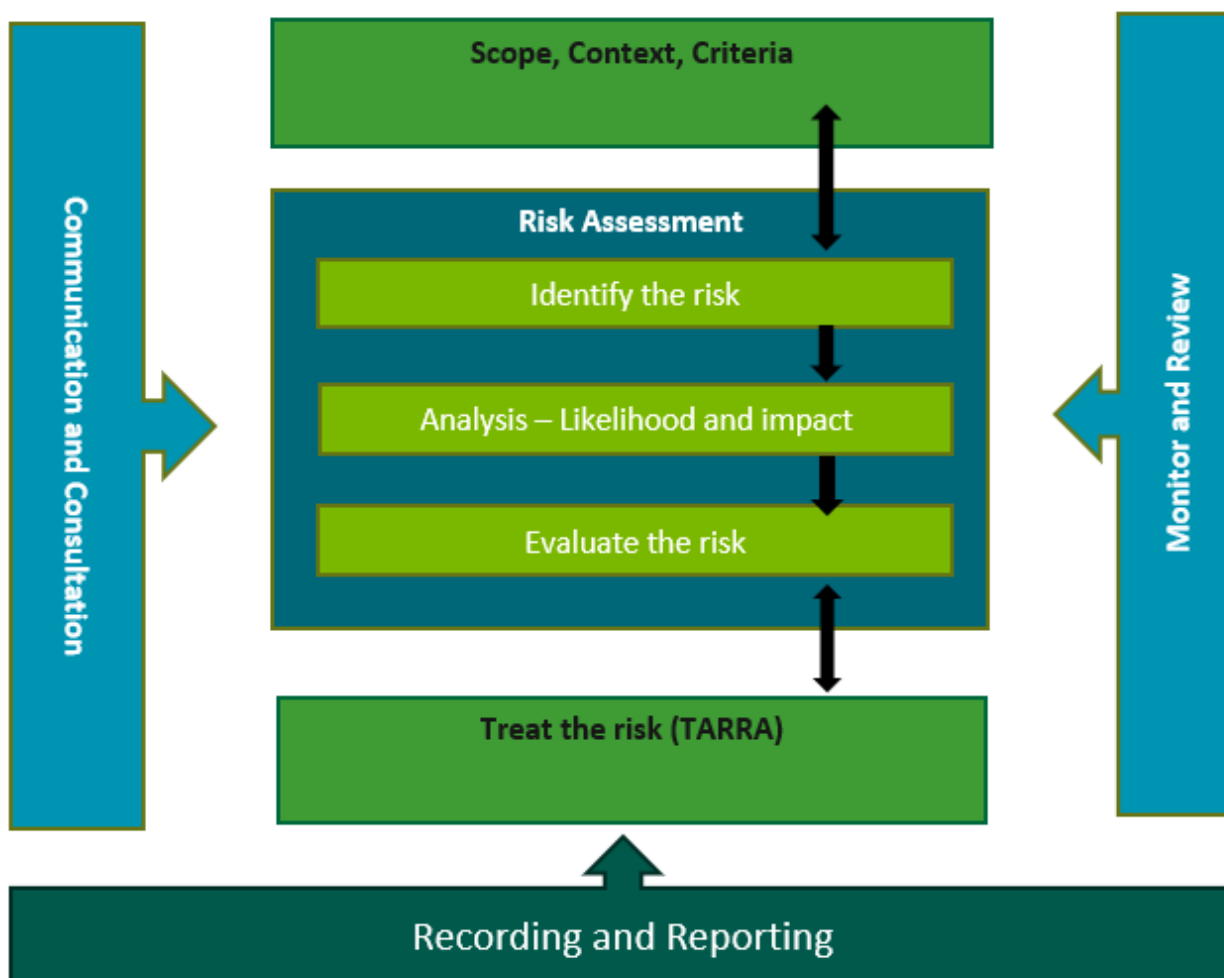 Scope, Context, Criteria
Communication and Consultation
Risk Assessment
Identify the risk
Analysis – Likelihood and impact
Evaluate the risk
Monitor and Review
Treat the risk (TARRA)
Recording and Reporting